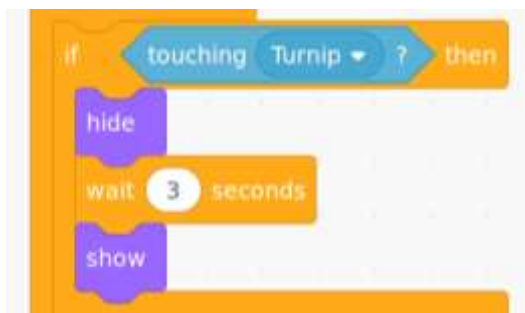 if touching Turnip ? then
hide
wait 3 seconds
show